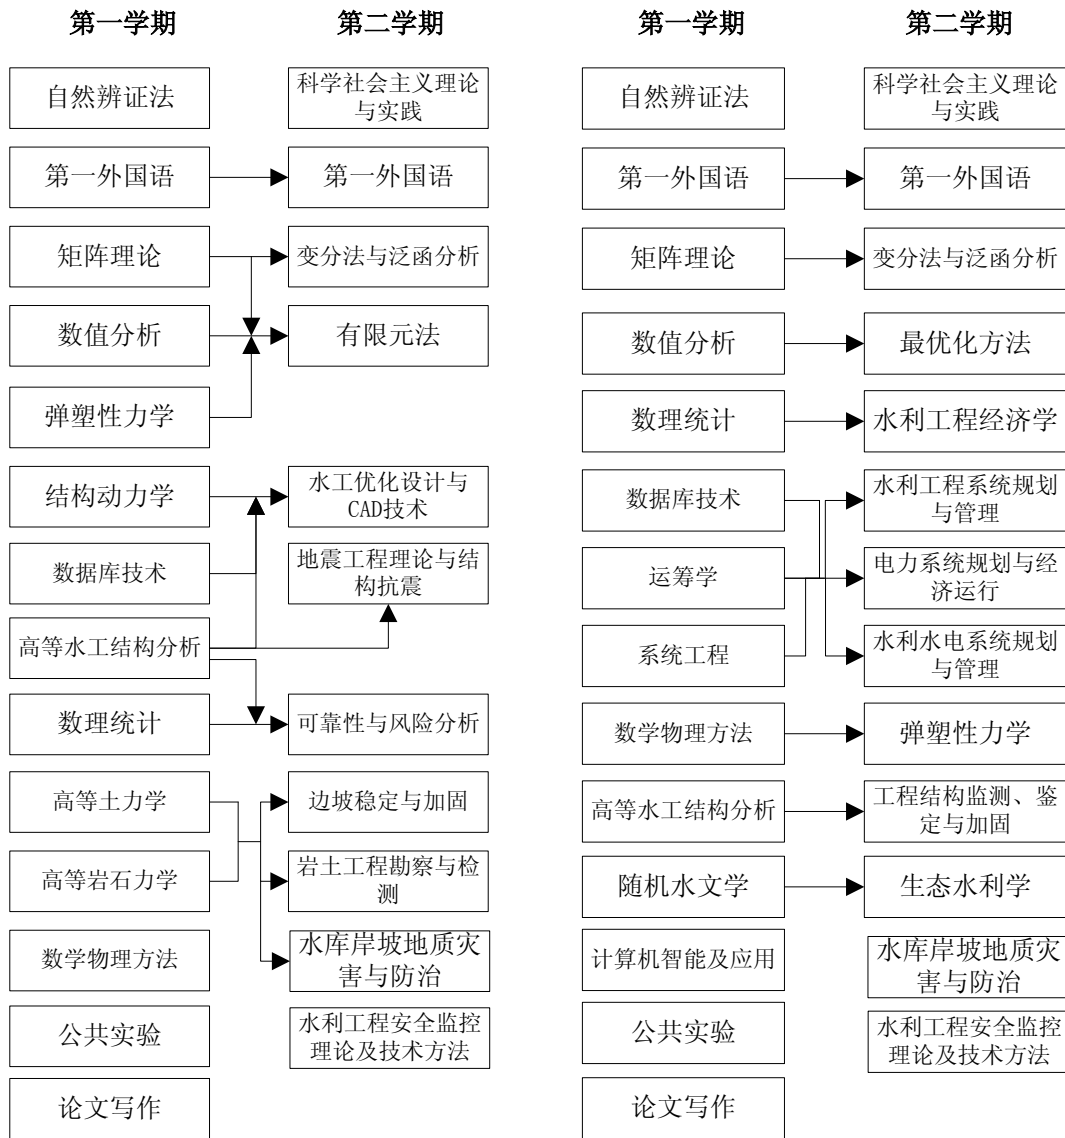 第一学期
第二学期
自然辨证法
科学社会主义理论
与实践
第一外国语
第一外国语
矩阵理论
变分法与泛函分析
数值分析
有限元法
弹塑性力学
结构动力学
水工优化设计与
CAD技术
数据库技术
地震工程理论与结
构抗震
高等水工结构分析
数理统计
可靠性与风险分析
高等土力学
边坡稳定与加固
高等岩石力学
岩土工程勘察与检
测
数学物理方法
水库岸坡地质灾
害与防治
公共实验
水利工程安全监控
理论及技术方法
论文写作
第一学期
第二学期
自然辨证法
科学社会主义理论
与实践
第一外国语
第一外国语
矩阵理论
变分法与泛函分析
数值分析
最优化方法
数理统计
水利工程经济学
数据库技术
水利工程系统规划
与管理
运筹学
电力系统规划与经
济运行
系统工程
水利水电系统规划
与管理
数学物理方法
弹塑性力学
高等水工结构分析
工程结构监测、鉴
定与加固
随机水文学
生态水利学
计算机智能及应用
水库岸坡地质灾
害与防治
公共实验
水利工程安全监控
理论及技术方法
论文写作